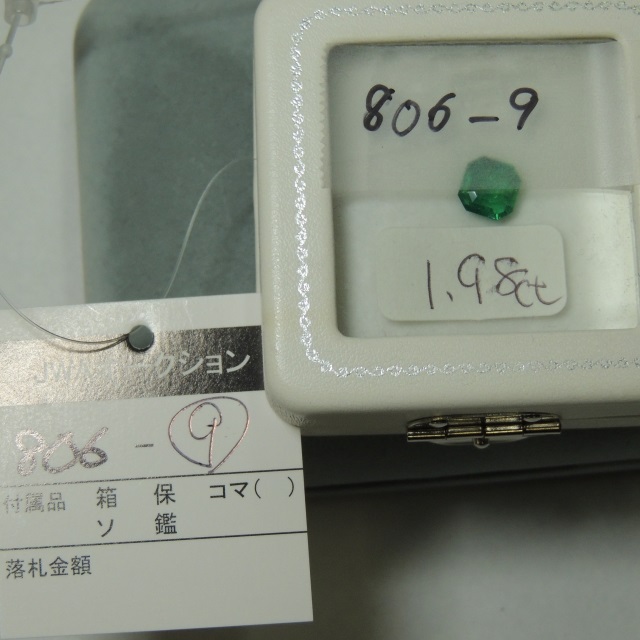 806-9
1.98ct
クション
806-9
付属品 箱 保 コマ( )
ソ 鑑
落札金額